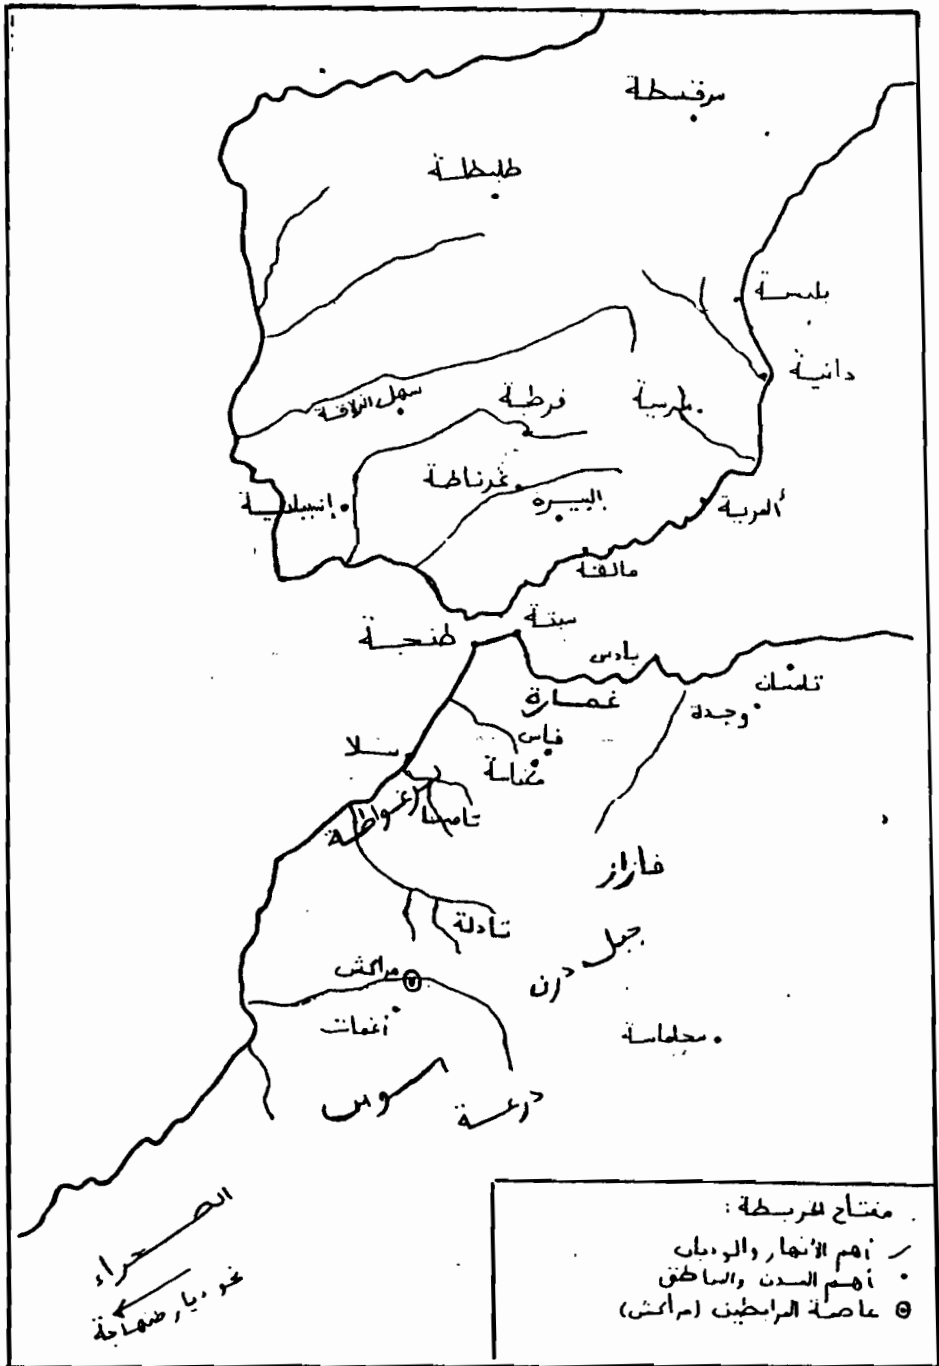 سرقسطة
طليطلة
بلنسية
دانية
سهل الزلاقة
قرطبة
مرسية
غرناطة
إشبيلية
البيرة
ألمرية
مالقة
سبتة
طنجة
بادس
تلمسان
غمارة
وجدة
فاس
سلا
مكناسة
تامسنا
برغواطة
فازاز
تادلة
جبل درن
مراكش
أغمات
سجلماسة
سوس
درعة
الصحراء
نحو ديار صنهاجة
مفتاح الخريطة :
أهم الأنهار والوديان
أهم المدن والمناطق
عاصمة المرابطين (مراكش)